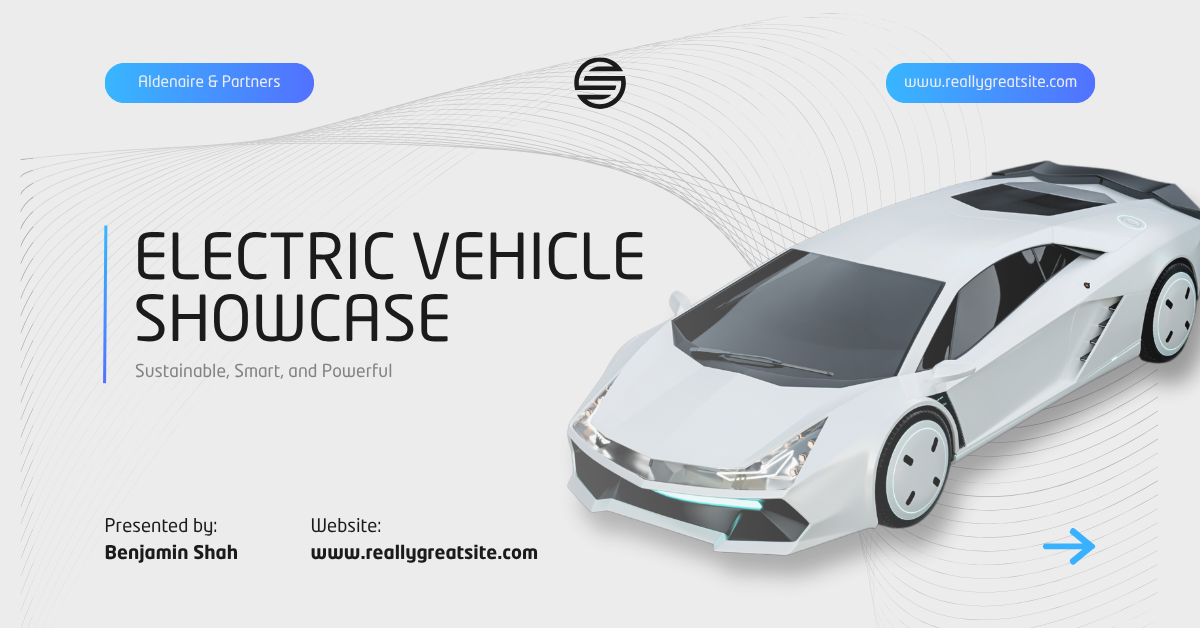 Aldenaire & Partners
www.reallygreatsite.com
ELECTRIC VEHICLE
SHOWCASE
Sustainable, Smart, and Powerful
Presented by:
Benjamin Shah
Website:
www.reallygreatsite.com